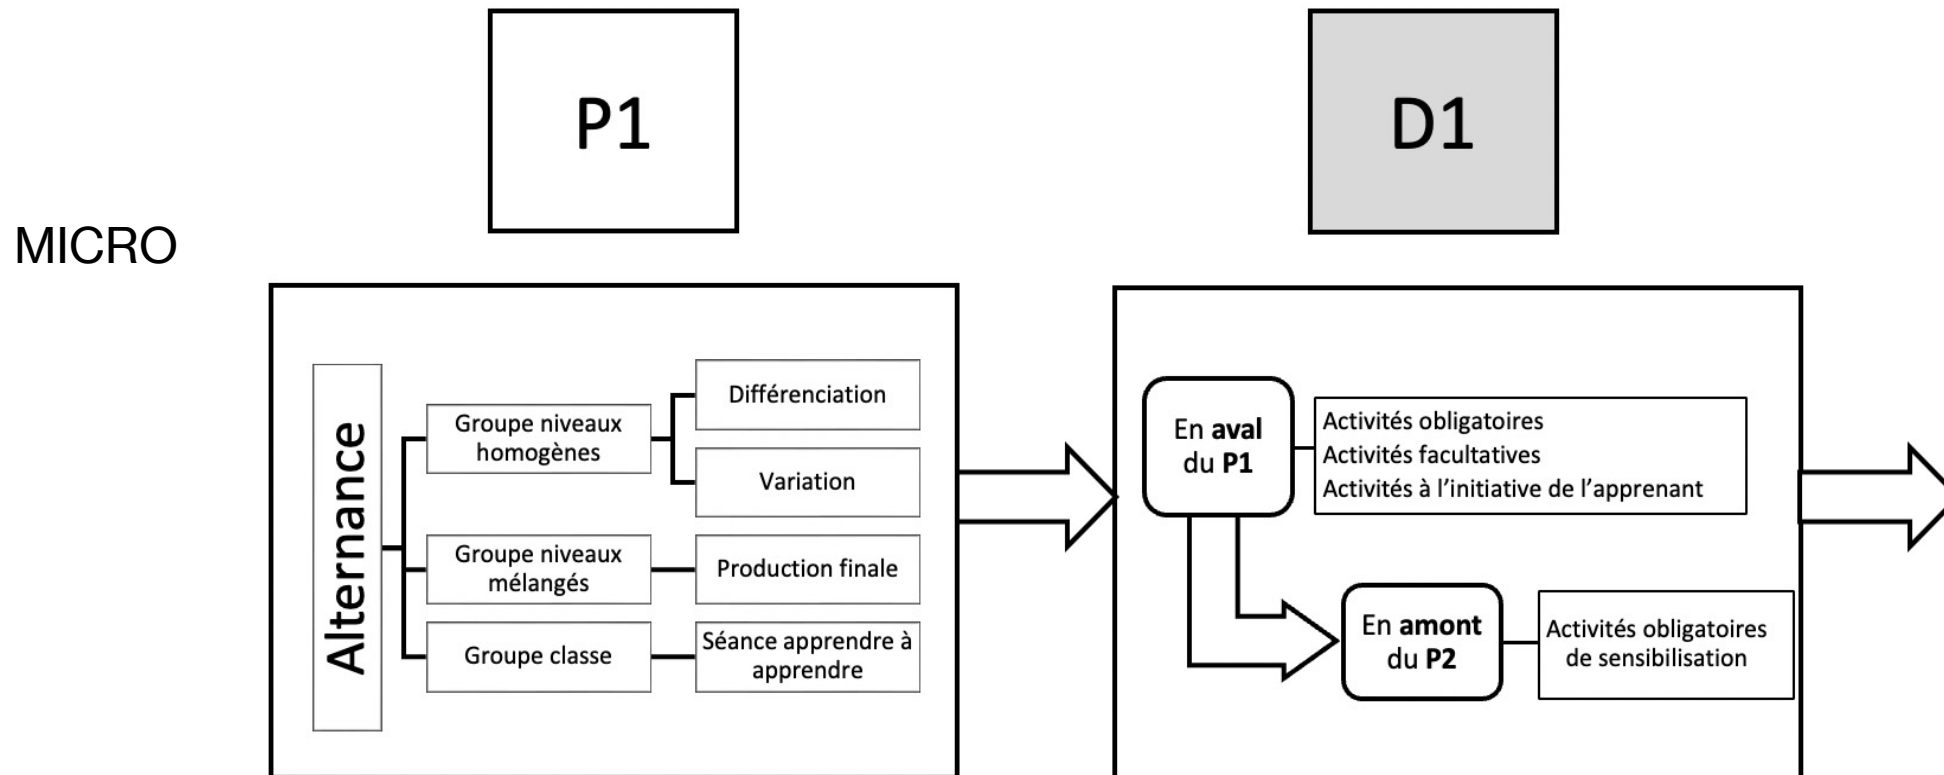 P1
D1
MICRO
Alternance
Groupe niveaux
homogènes
Différenciation
Variation
Groupe niveaux
mélangés
Production finale
Groupe classe
Séance apprendre à
apprendre
En aval
du P1
Activités obligatoires
Activités facultatives
Activités à l’initiative de l’apprenant
En amont
du P2
Activités obligatoires
de sensibilisation